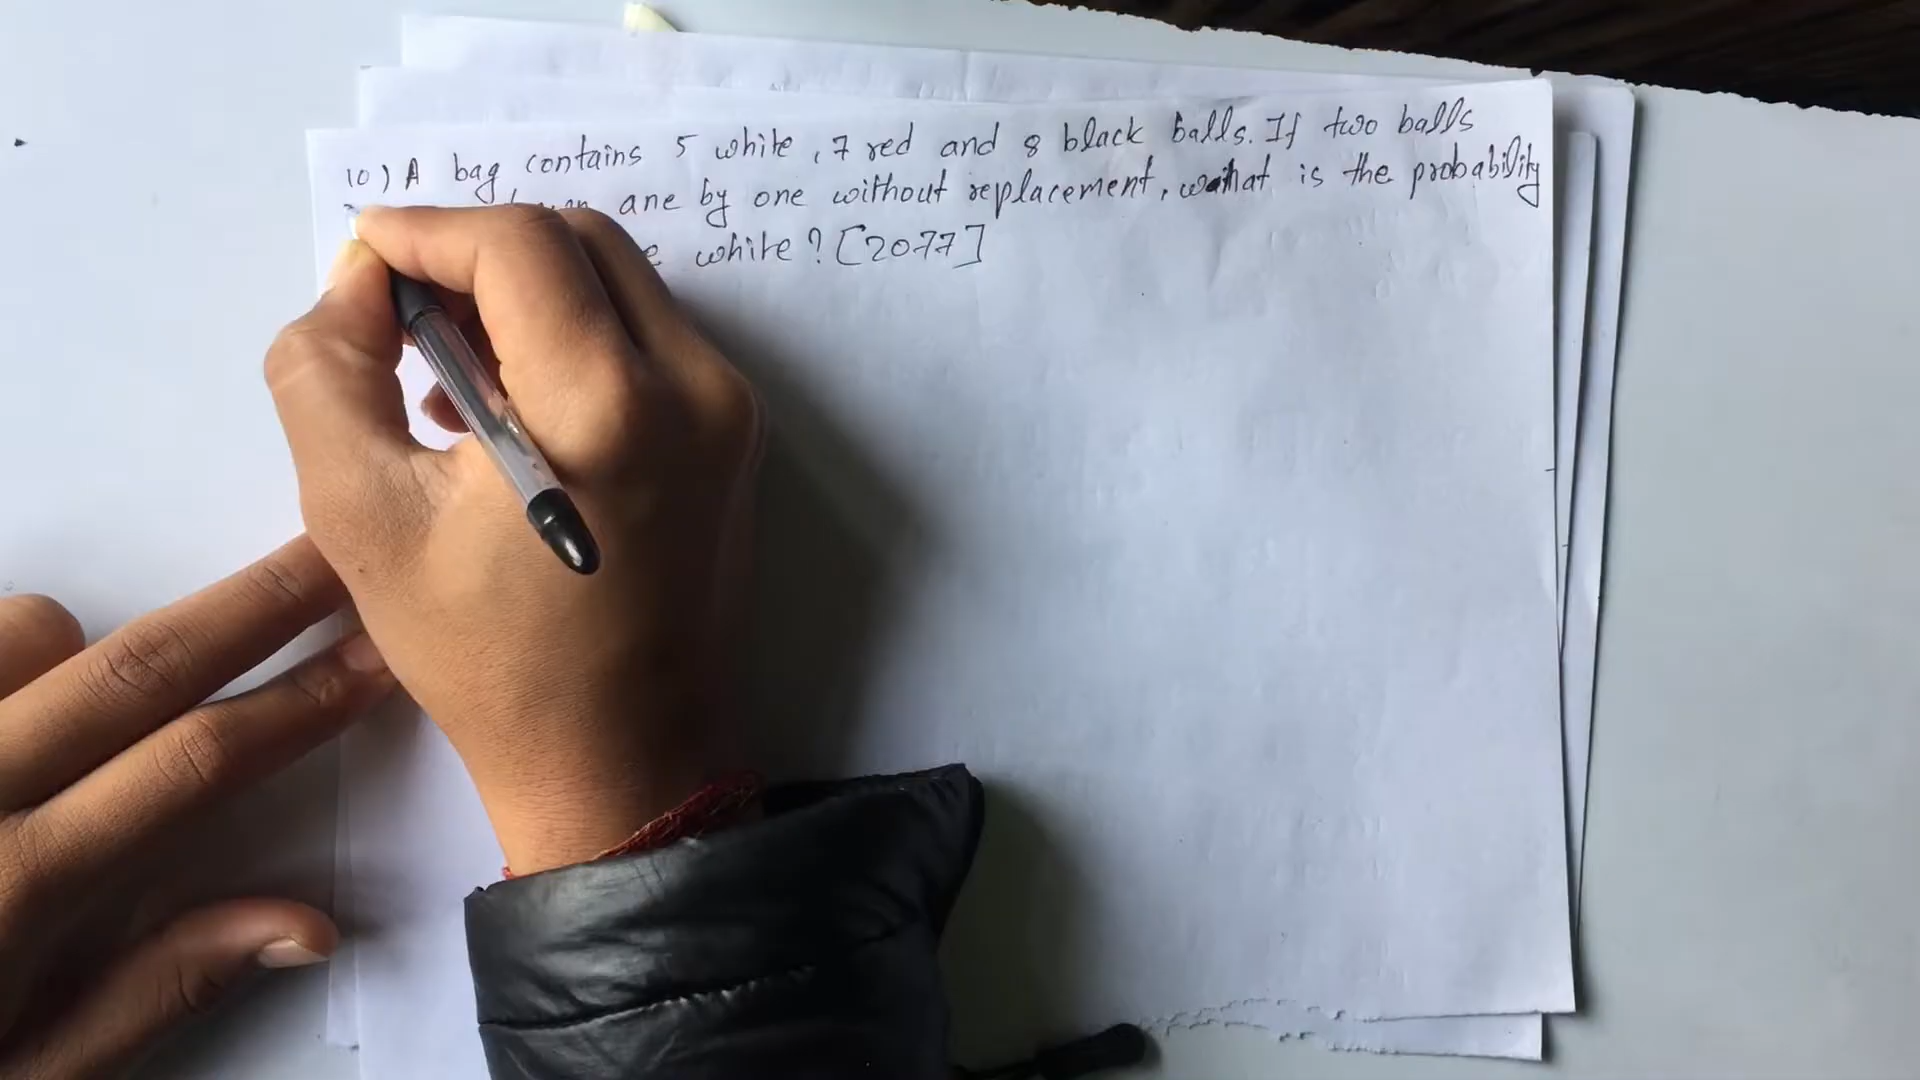 10) A bag contains 5 white, 7 red and 8 black balls. If two balls
ane by one without replacement, what is the probability
white? [2077]